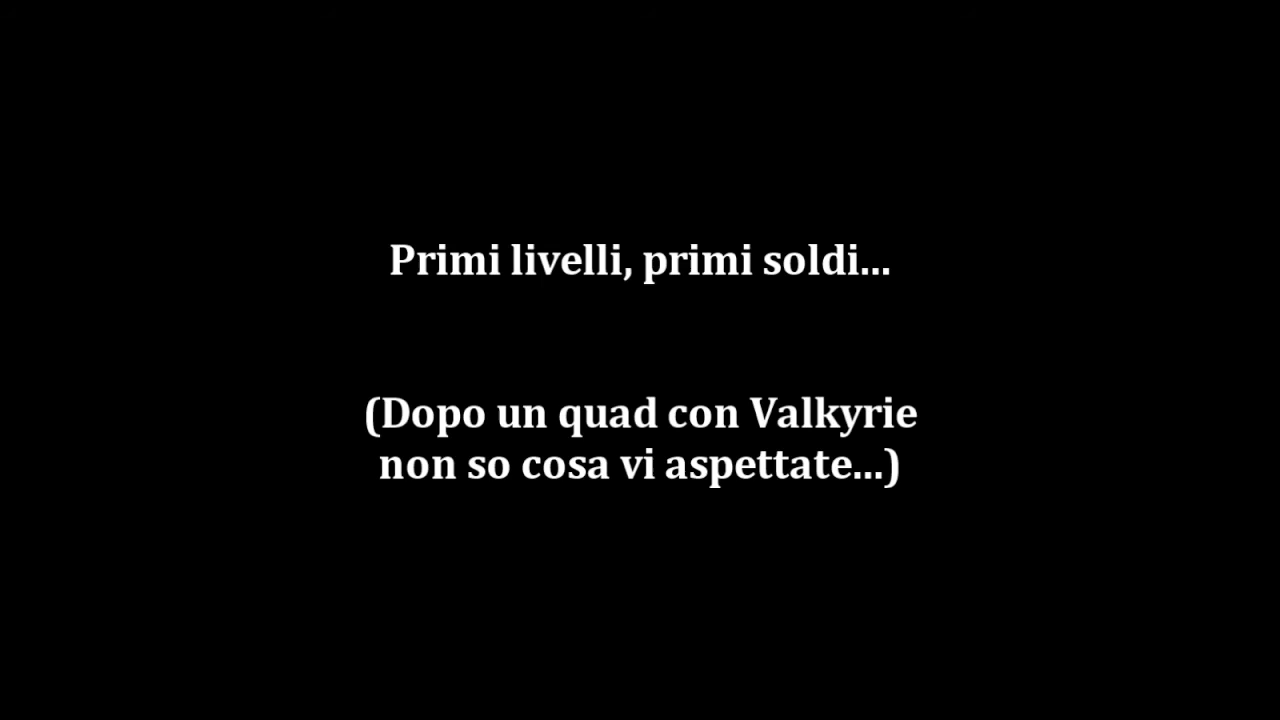 Primi livelli, primi soldi...
(Dopo un quad con Valkyrie
non so cosa vi aspettate...)